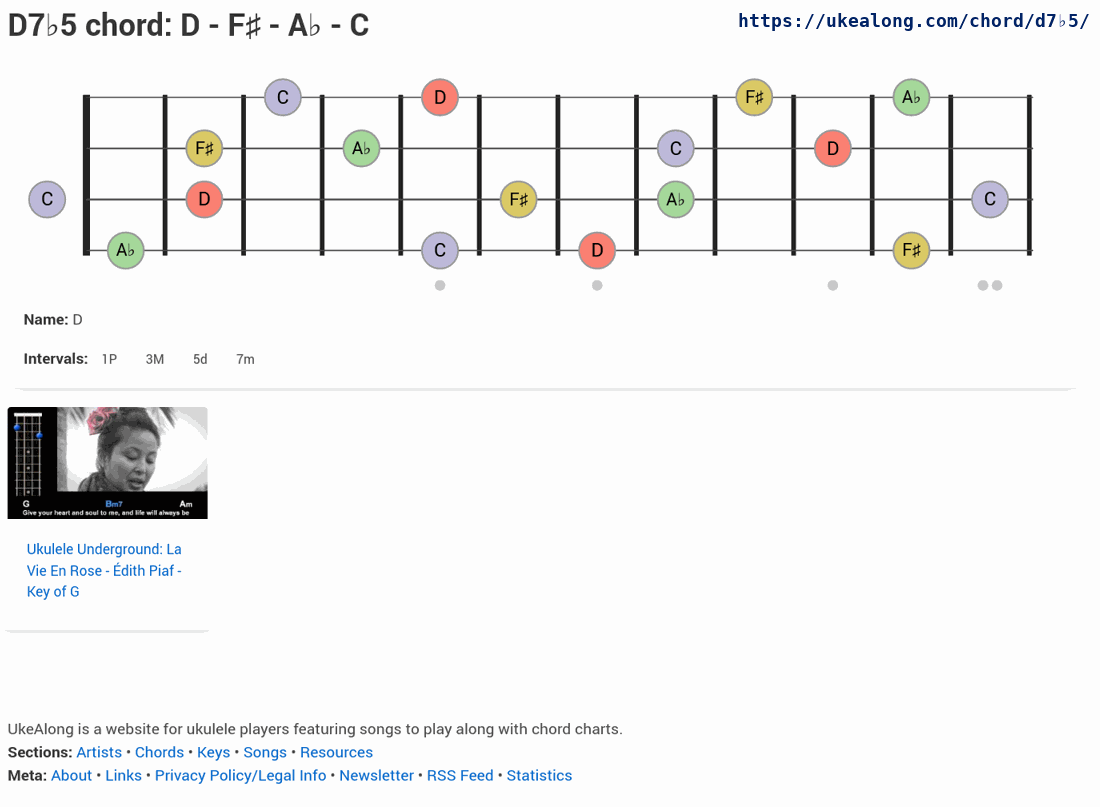 D7♭5 chord: D - F♯ - A♭ - C
https://ukealong.com/chord/d7♭5/
C D F♯ A♭
F♯ A♭ C D
C D F♯ A♭ C
A♭ C D F♯
Name: D
Intervals: 1P 3M 5d 7m
G Bm7 Am
Give your heart and soul to me, and life will always be
Ukulele Underground: La
Vie En Rose - Édith Piaf -
Key of G
UkeAlong is a website for ukulele players featuring songs to play along with chord charts.
Sections: Artists • Chords • Keys • Songs • Resources
Meta: About • Links • Privacy Policy/Legal Info • Newsletter • RSS Feed • Statistics